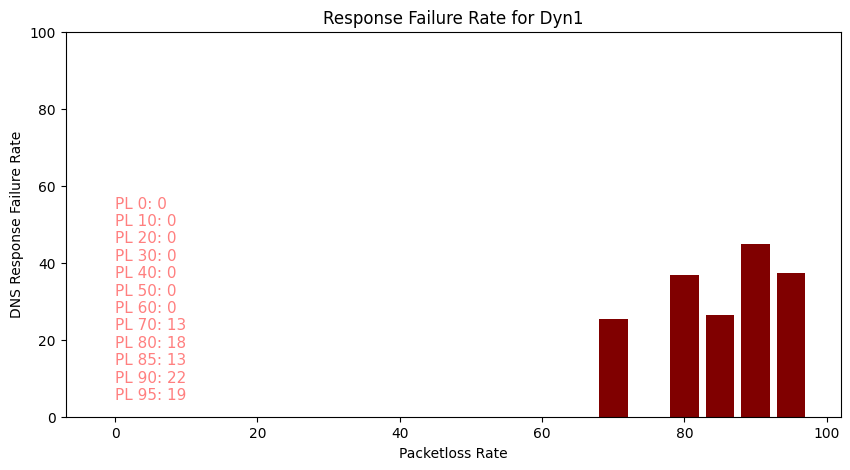 Response Failure Rate for Dyn1
100
80
60
40
20
0
DNS Response Failure Rate
PL 0: 0
PL 10: 0
PL 20: 0
PL 30: 0
PL 40: 0
PL 50: 0
PL 60: 0
PL 70: 13
PL 80: 18
PL 85: 13
PL 90: 22
PL 95: 19
0 20 40 60 80 100
Packetloss Rate